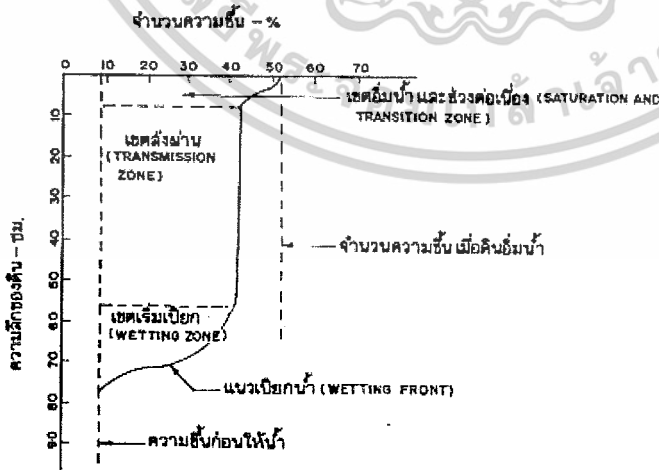 จำนวนความชื้น – %
10 20 30 40 50 60 70
เขตอิ่มน้ำ และช่วงต่อเนื่อง (SATURATION AND
TRANSITION ZONE)
เขตส่งผ่าน
(TRANSMISSION
ZONE)
จำนวนความชื้น เมื่อดินอิ่มน้ำ
เขตเริ่มเปียก
(WETTING ZONE)
แนวเปียกน้ำ (WETTING FRONT)
ความชื้นก่อนให้น้ำ
ความลึกของดิน – ซม.
0
10
20
30
40
50
60
70
80
90